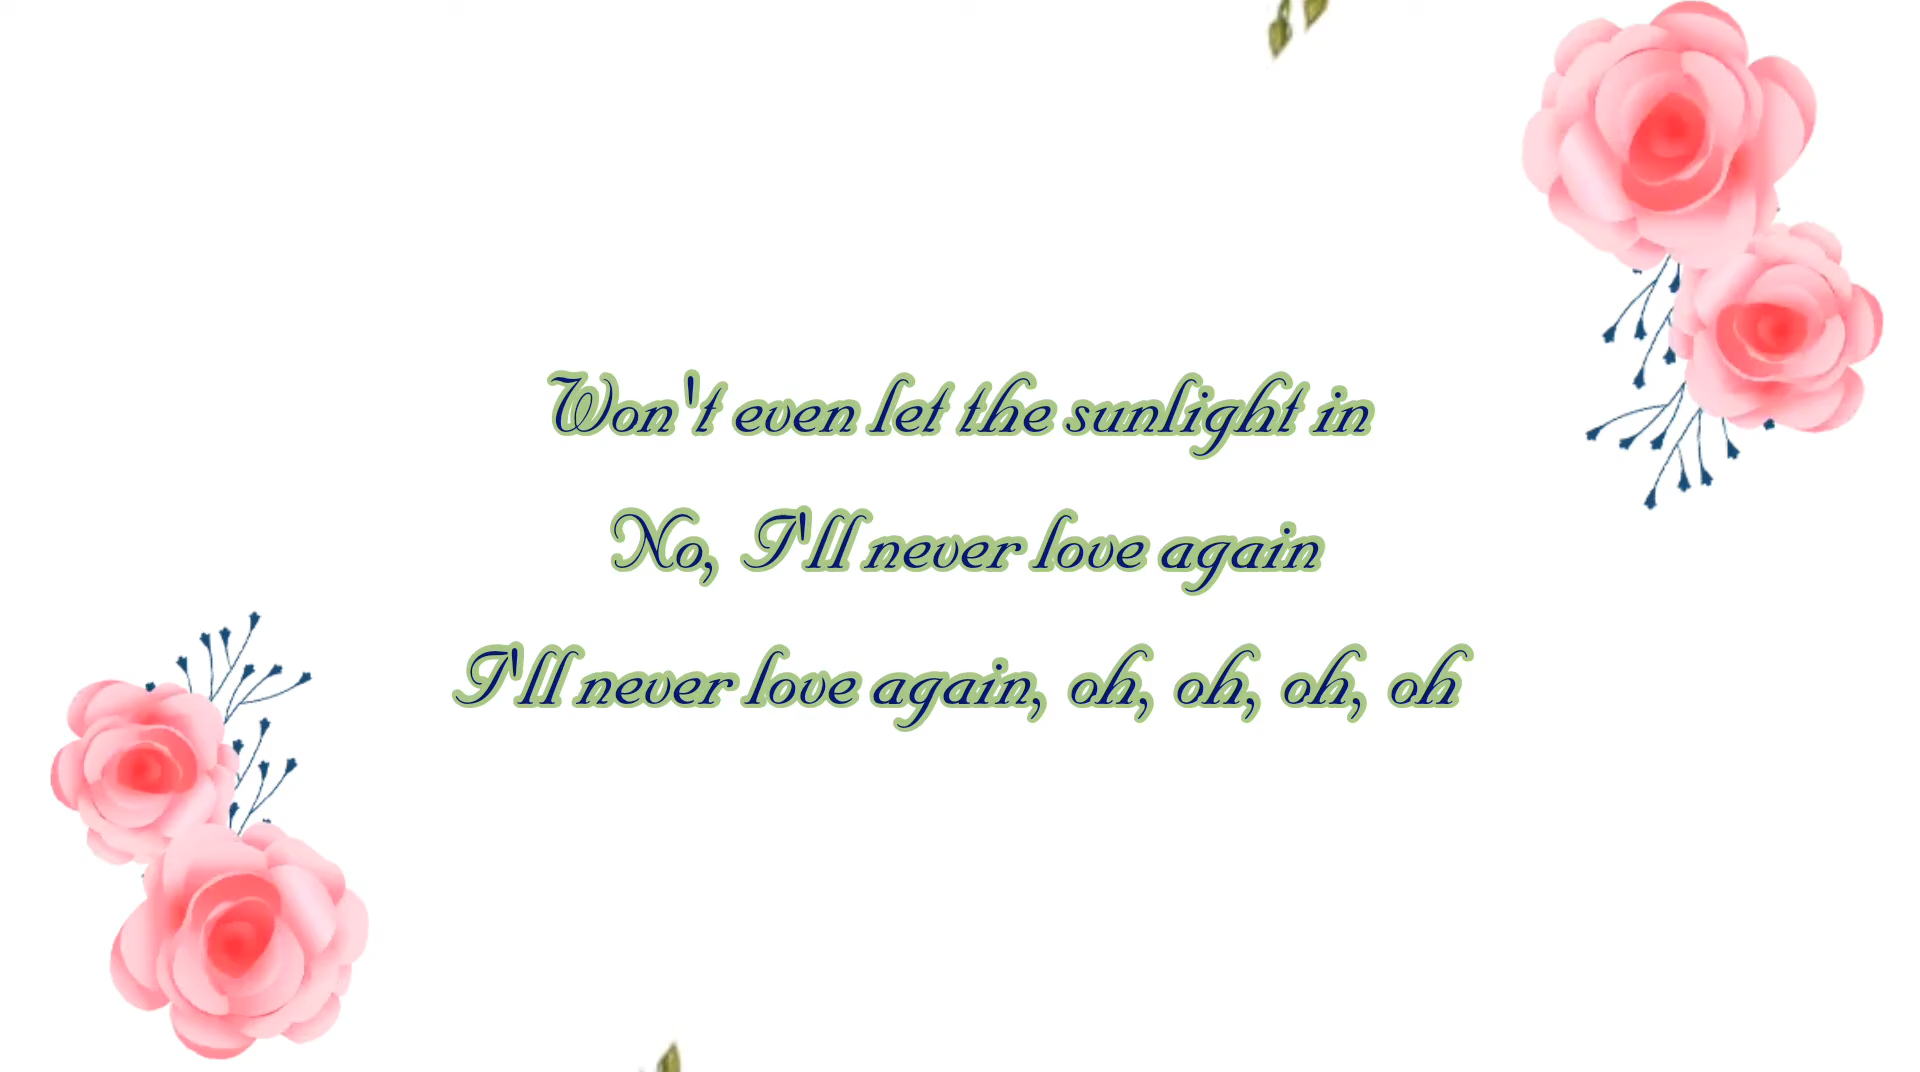 Won't even let the sunlight in
No, I'll never love again
I'll never love again, oh, oh, oh, oh